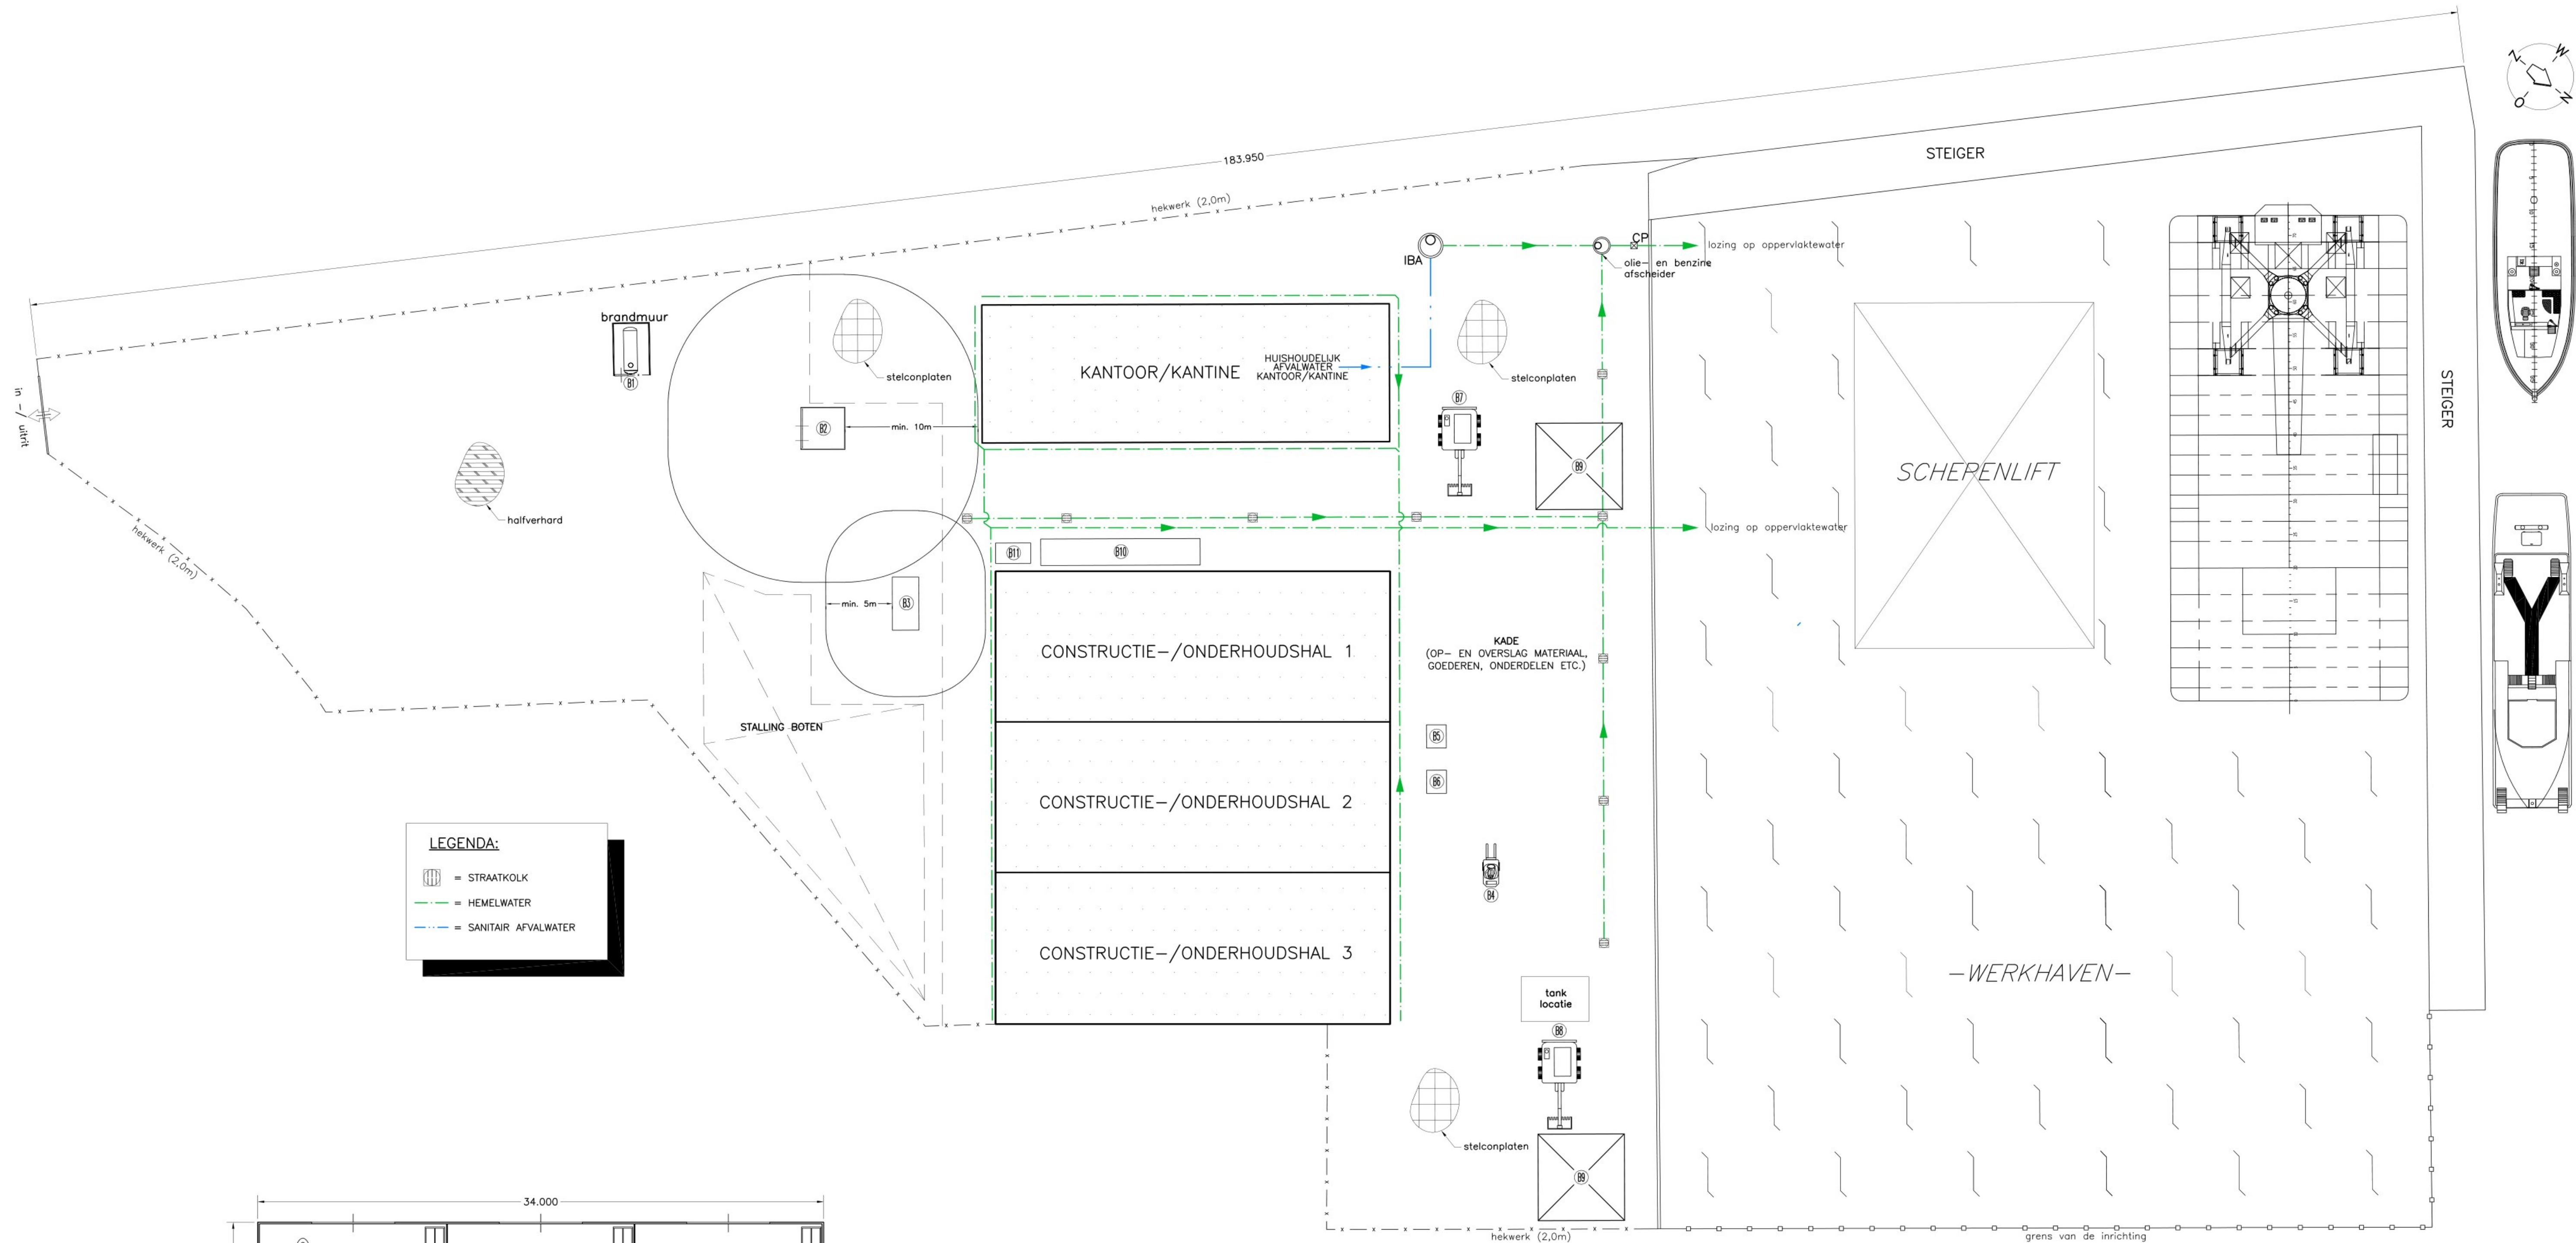 183.950
Z
W
O
N
STEIGER
hekwerk (2,0m)
CP
lozing op oppervlaktewater
IBA
olie- en benzine
afscheider
brandmuur
B1
stelconplaten
KANTOOR/KANTINE
HUISHOUDELIJK
AFVALWATER
KANTOOR/KANTINE
stelconplaten
STEIGER
in -/ uitrit
B2
min. 10m
B7
B9
SCHEPENLIFT
halfverhard
hekwerk (2,0m)
lozing op oppervlaktewater
B11
B10
min. 5m
B3
CONSTRUCTIE-/ONDERHOUDSHAL 1
KADE
(OP- EN OVERSLAG MATERIAAL,
GOEDEREN, ONDERDELEN ETC.)
STALLING BOTEN
B5
B6
CONSTRUCTIE-/ONDERHOUDSHAL 2
LEGENDA:
= STRAATKOLK
= HEMELWATER
= SANITAIR AFVALWATER
B4
CONSTRUCTIE-/ONDERHOUDSHAL 3
-WERKHAVEN-
tank
locatie
B8
stelconplaten
B9
34.000
hekwerk (2,0m)
grens van de inrichting